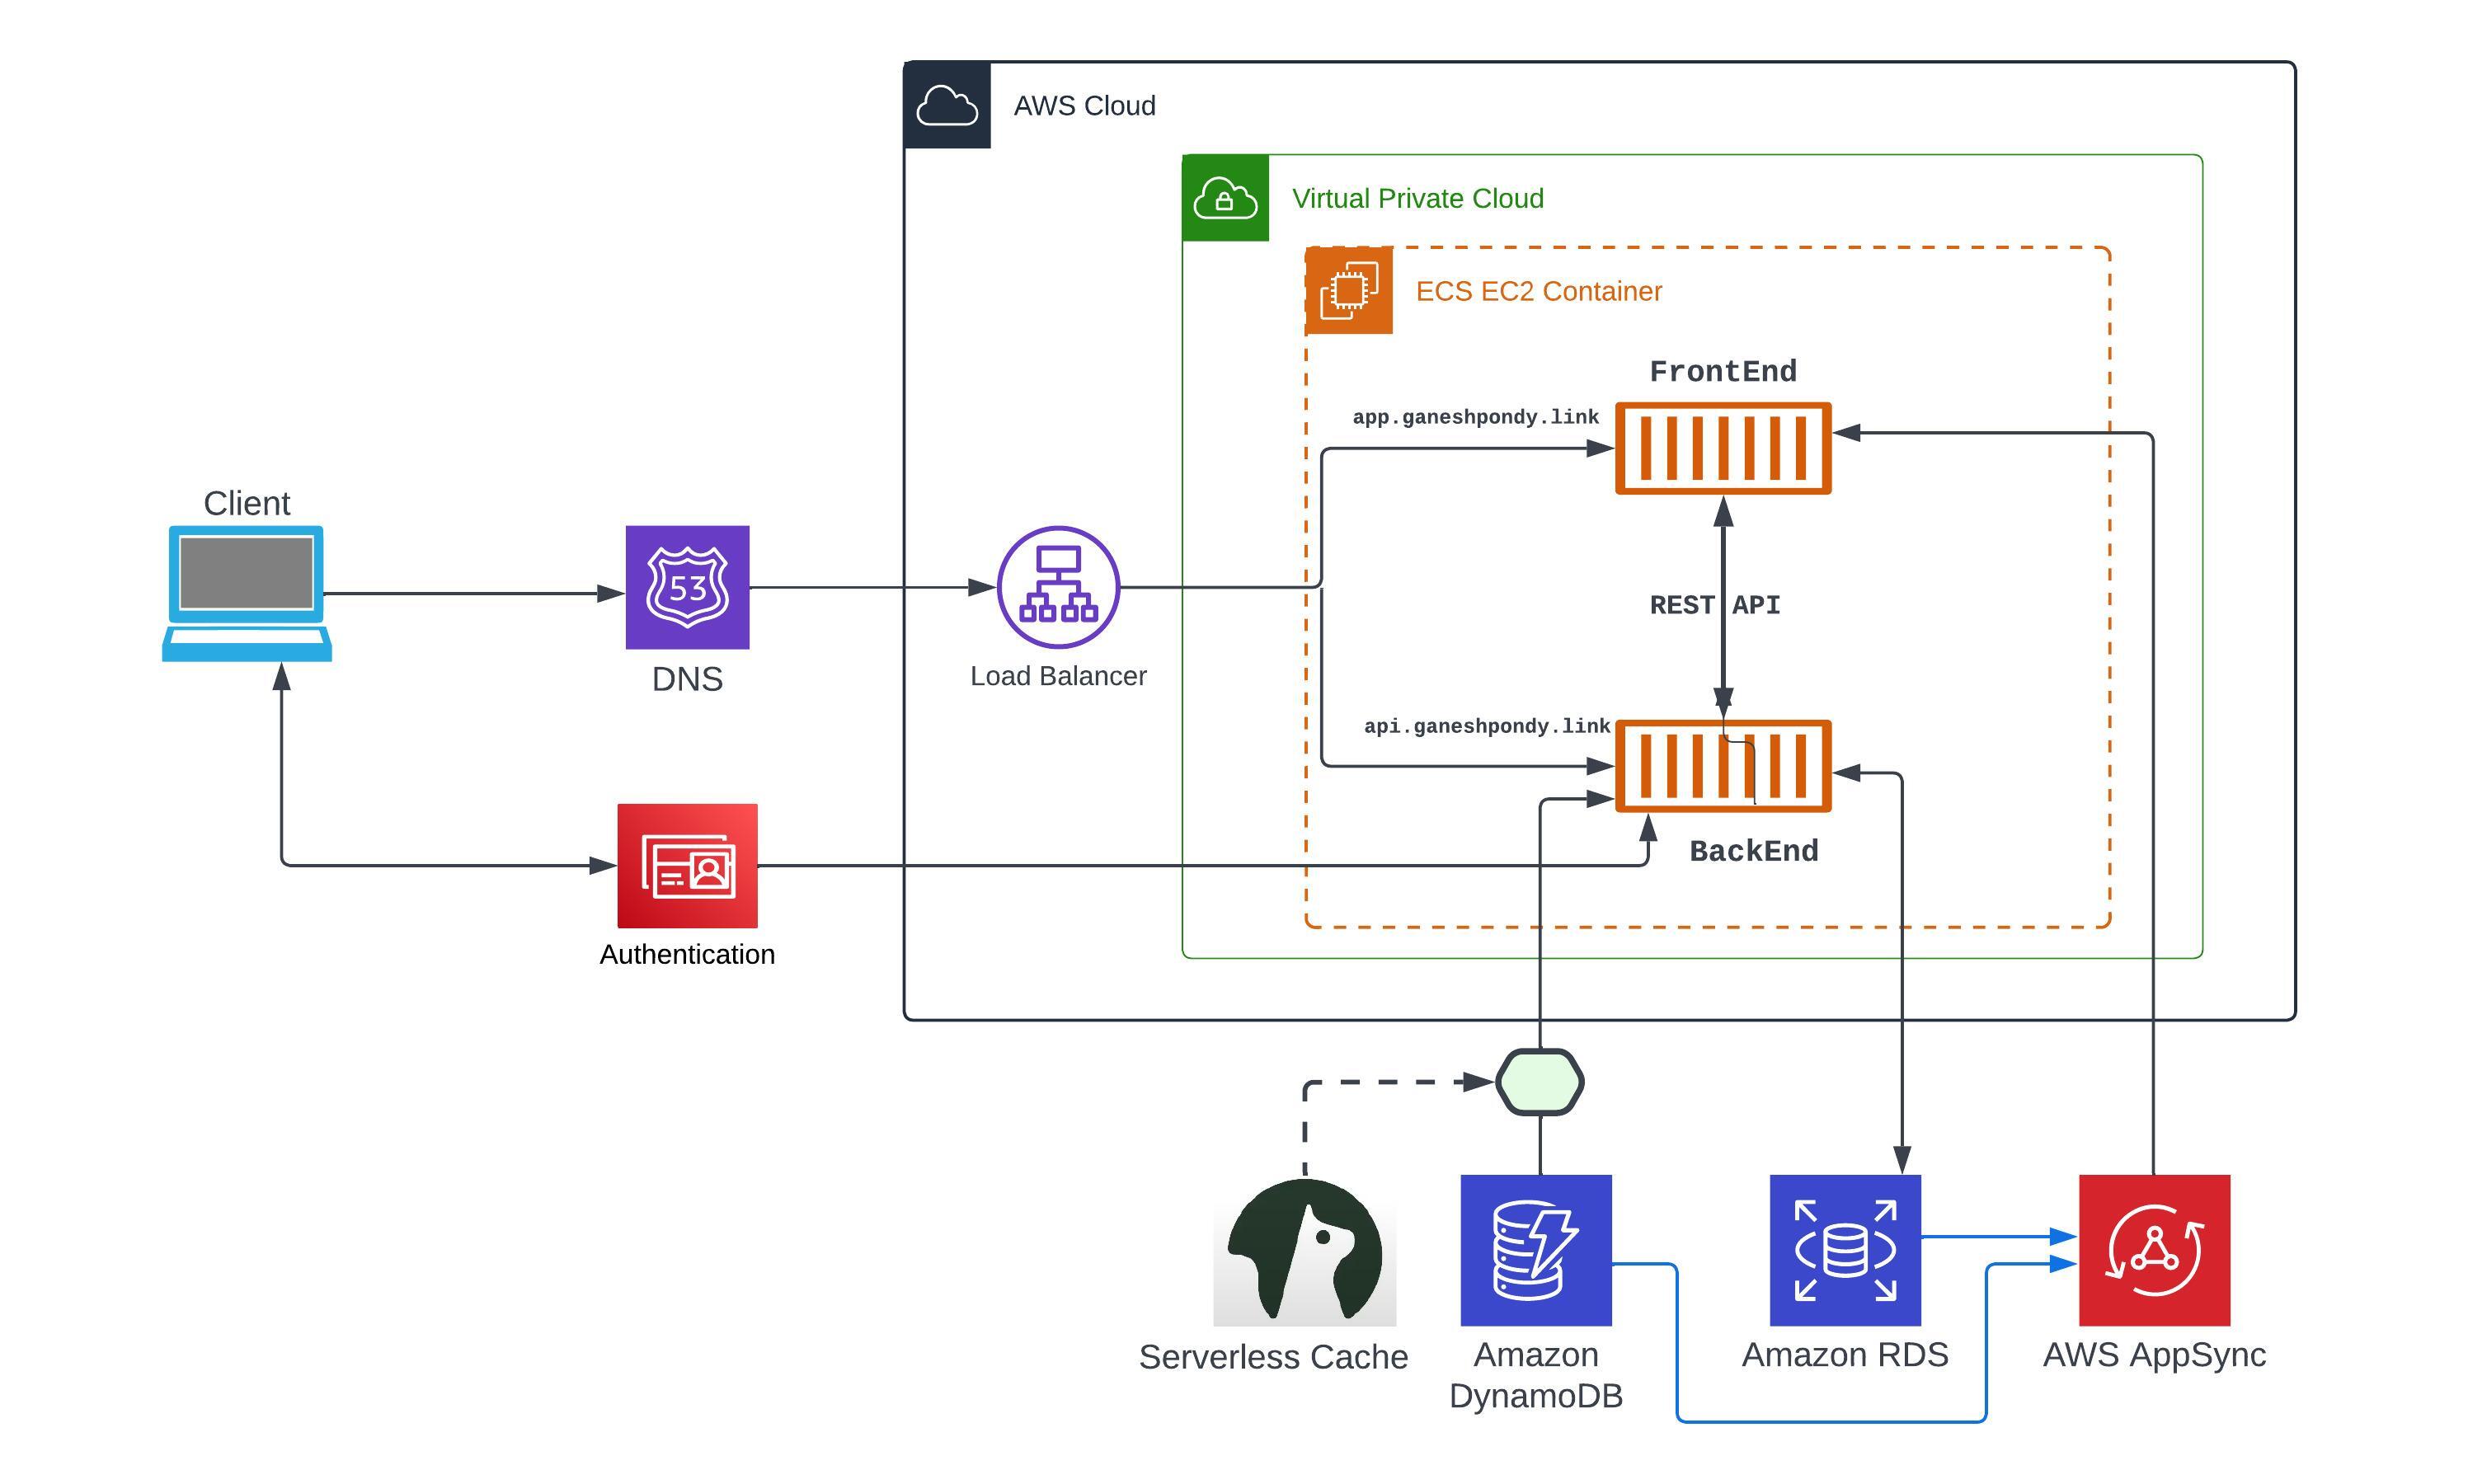 AWS Cloud
Virtual Private Cloud
ECS EC2 Container
FrontEnd
app.ganeshpondy.link
Client
53
DNS
Load Balancer
REST API
api.ganeshpondy.link
BackEnd
Authentication
Serverless Cache
Amazon
DynamoDB
Amazon RDS
AWS AppSync